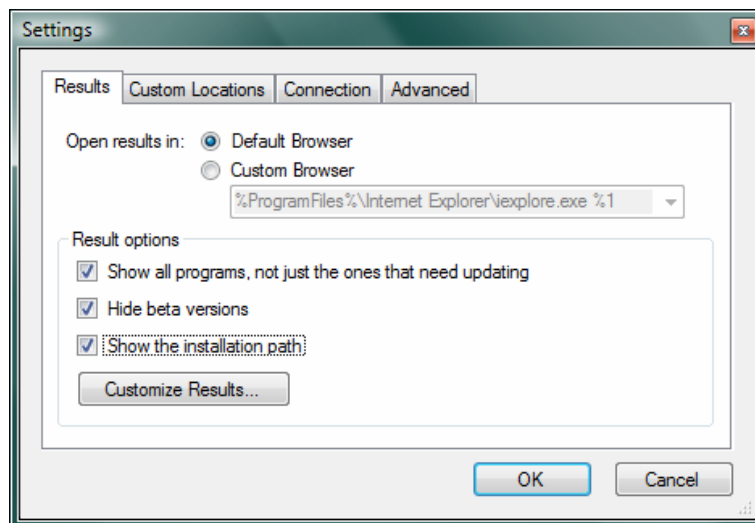 Settings
Results Custom Locations Connection Advanced
Open results in: Default Browser
Custom Browser
%ProgramFiles%\Internet Explorer\iexplore.exe %1
Result options
Show all programs, not just the ones that need updating
Hide beta versions
Show the installation path
Customize Results...
OK Cancel